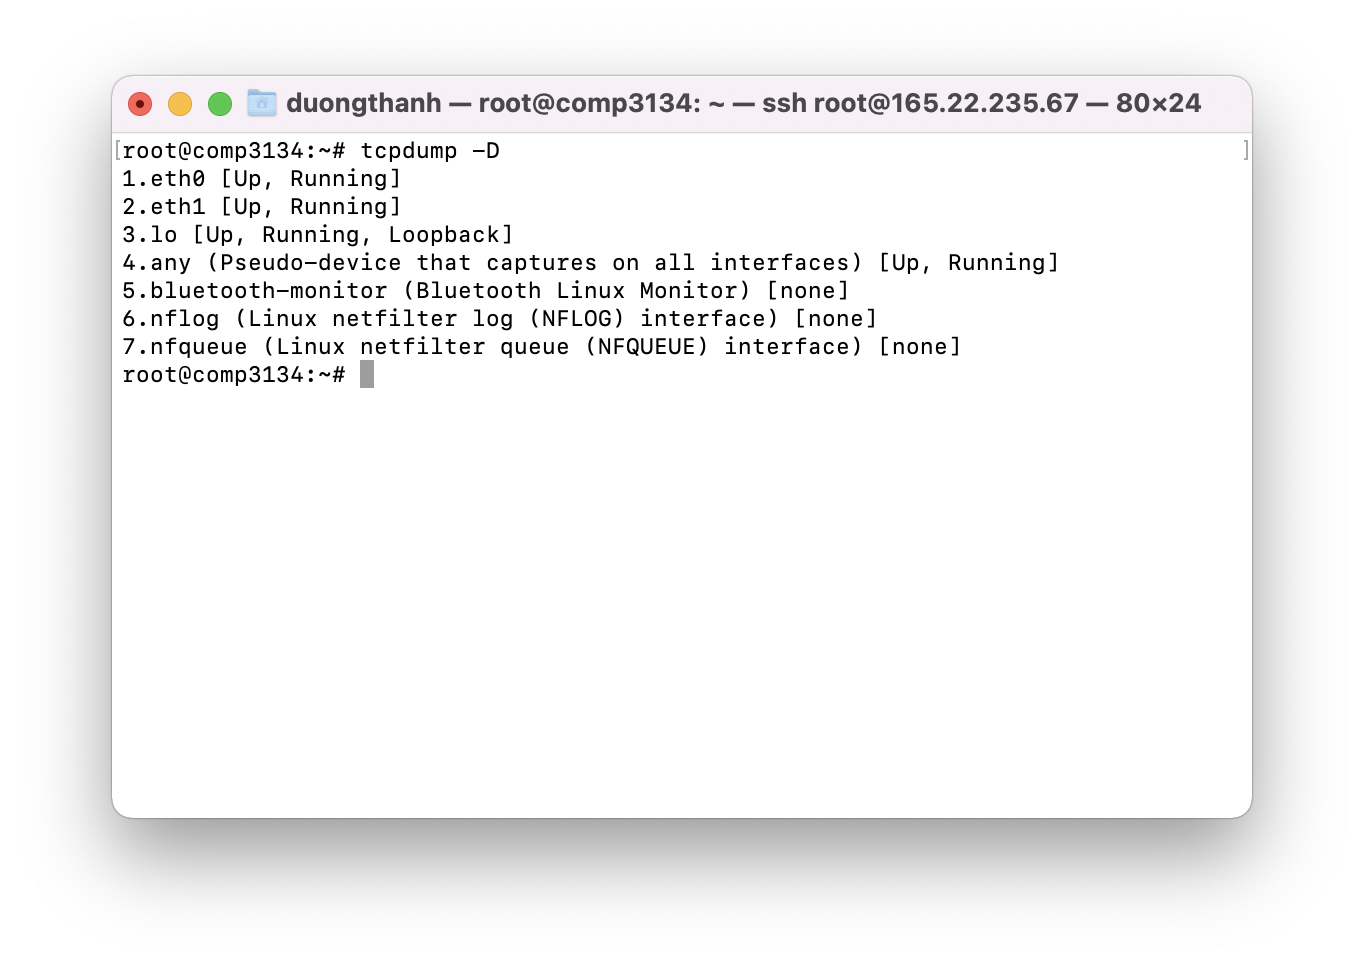 duongthanh — root@comp3134: ~ — ssh root@165.22.235.67 — 80×24
[root@comp3134:~# tcpdump -D ]
1.eth0 [Up, Running]
2.eth1 [Up, Running]
3.lo [Up, Running, Loopback]
4.any (Pseudo-device that captures on all interfaces) [Up, Running]
5.bluetooth-monitor (Bluetooth Linux Monitor) [none]
6.nflog (Linux netfilter log (NFLOG) interface) [none]
7.nfqueue (Linux netfilter queue (NFQUEUE) interface) [none]
root@comp3134:~#